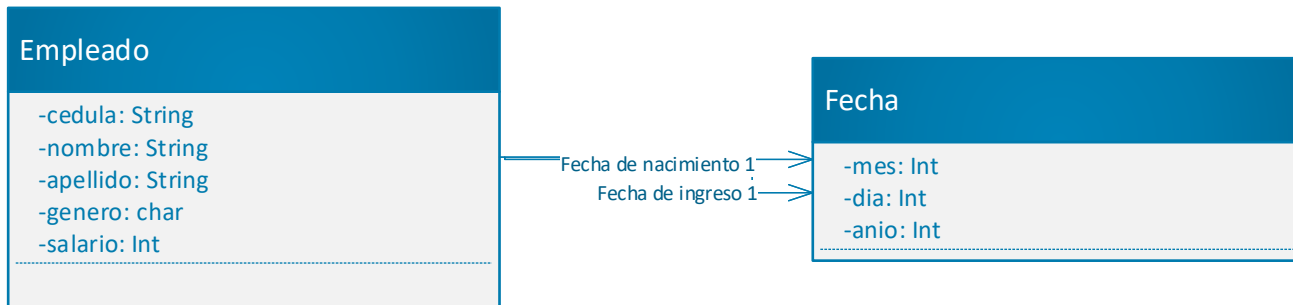 Empleado
-cedula: String
-nombre: String
-apellido: String
-genero: char
-salario: Int
Fecha de nacimiento 1
Fecha de ingreso 1
Fecha
-mes: Int
-dia: Int
-anio: Int